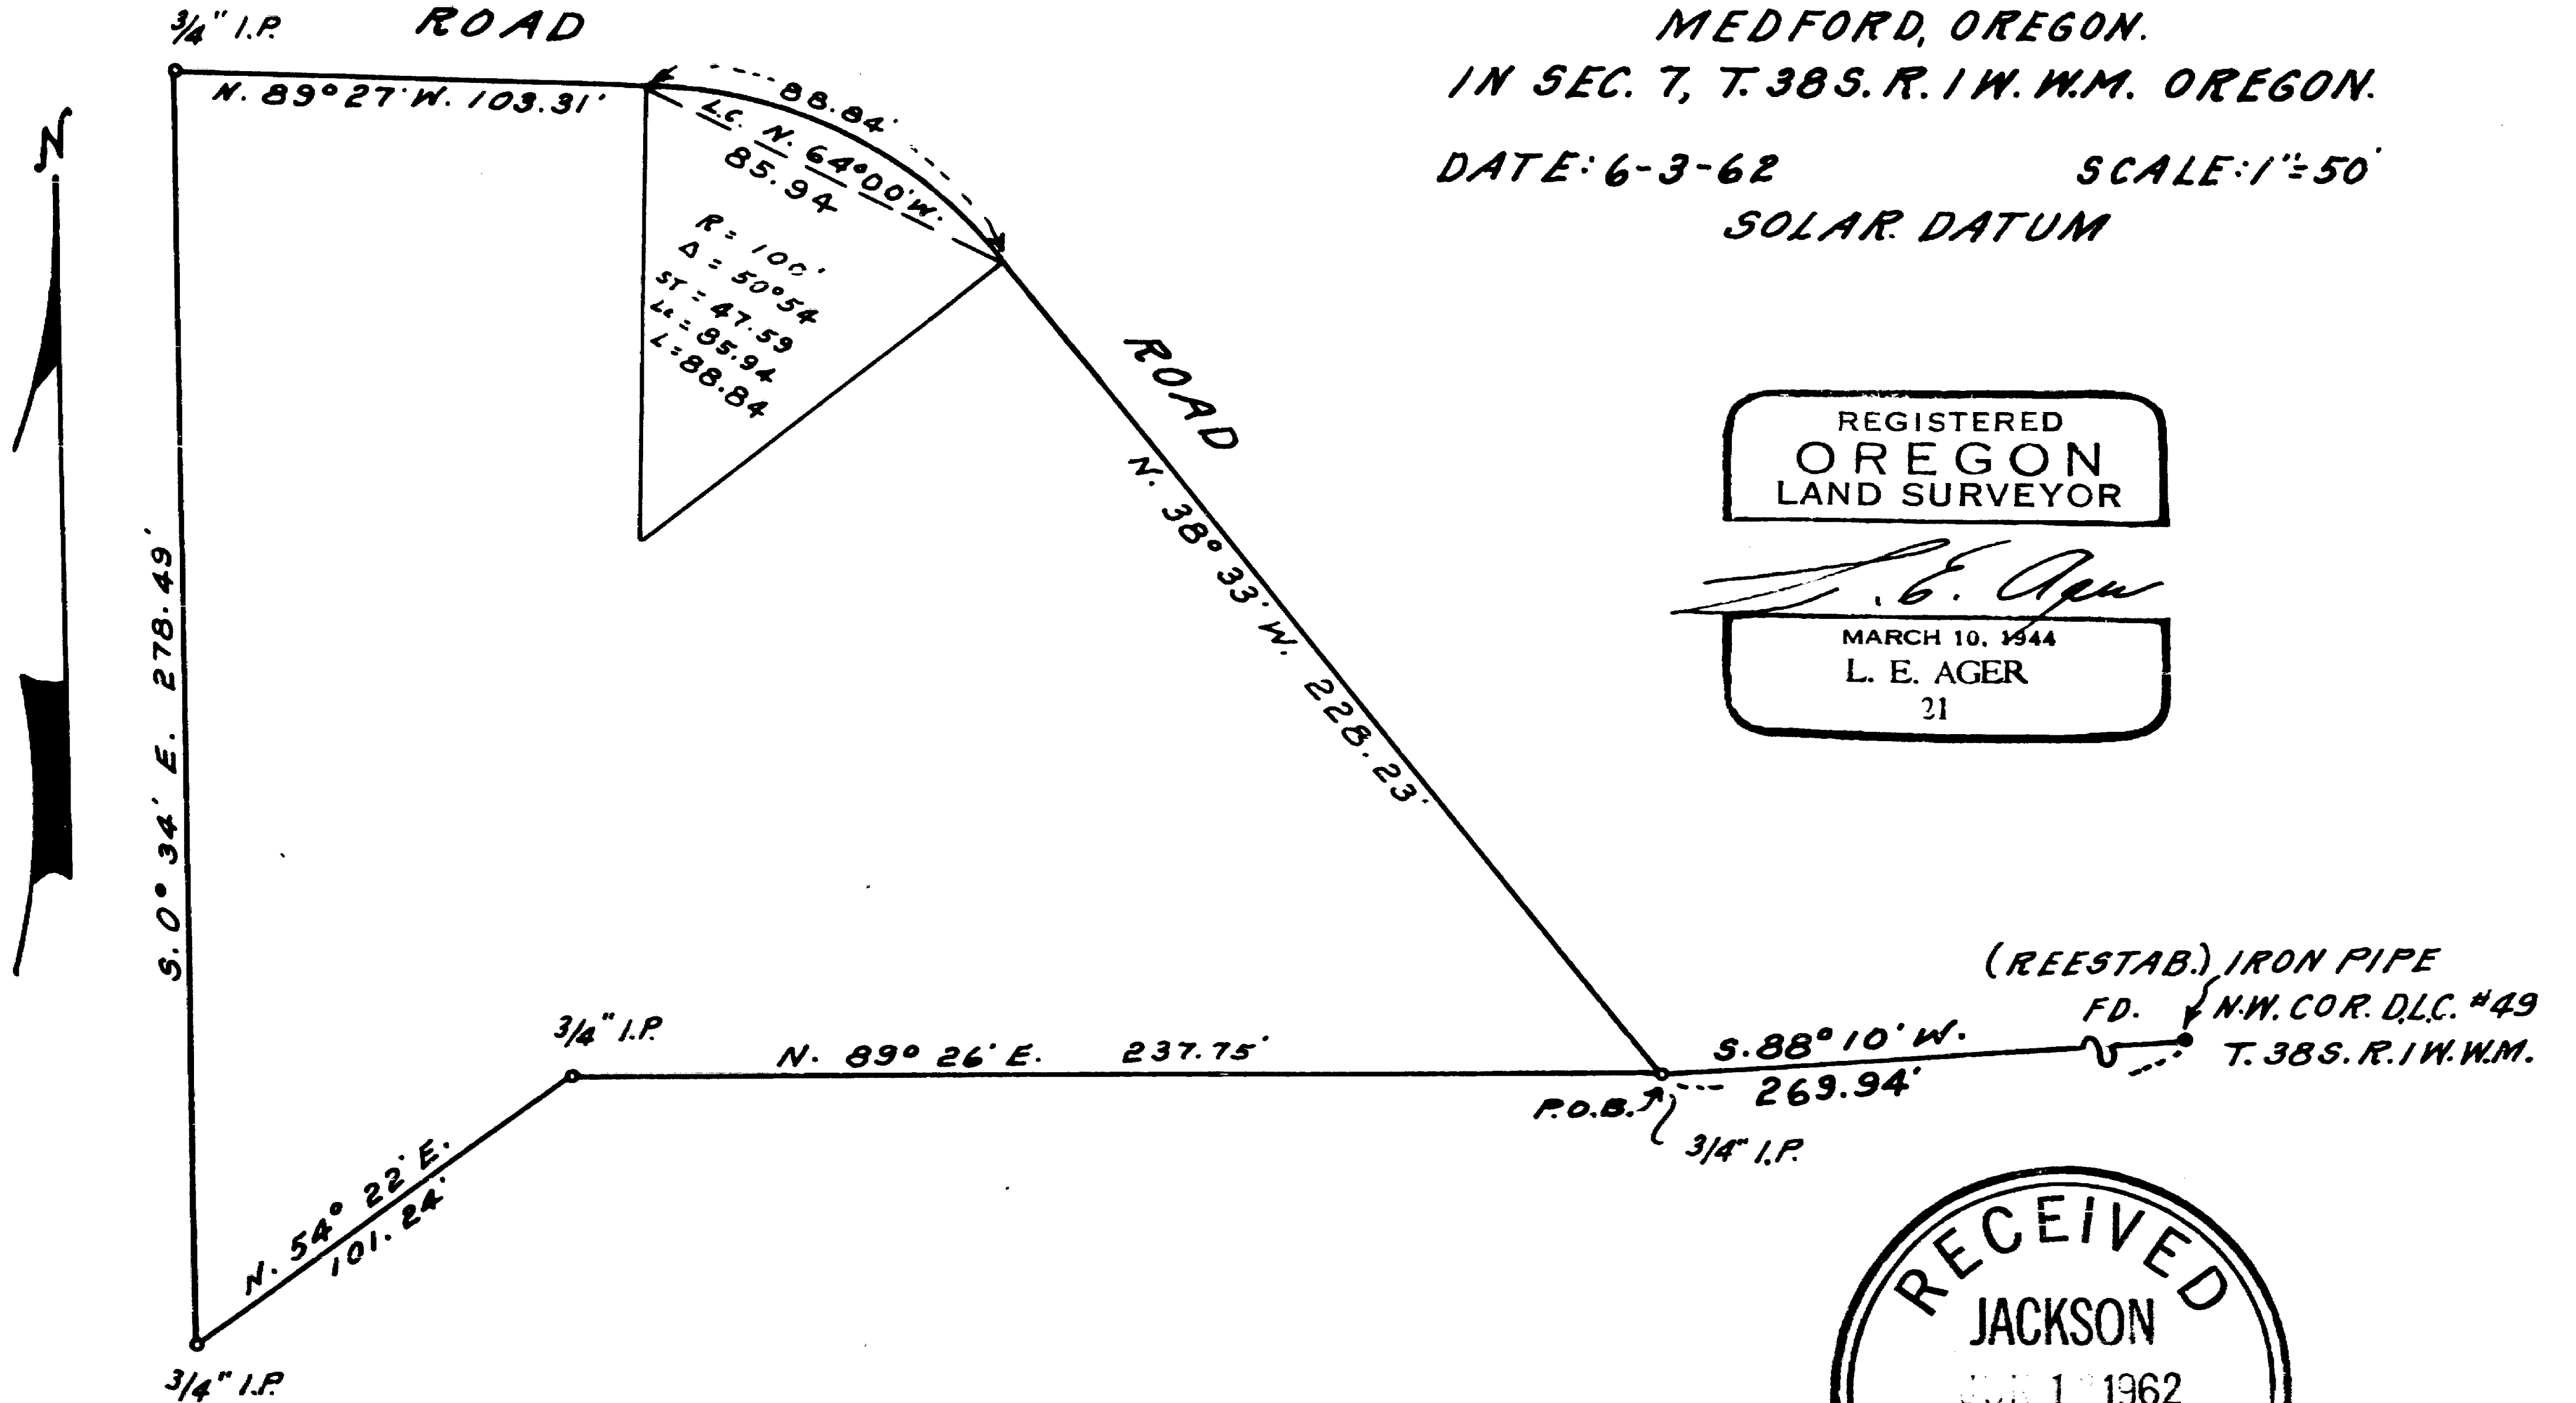 MEDFORD, OREGON.
IN SEC. 7, T. 38 S. R. 1 W. W.M. OREGON.
DATE: 6-3-62 SCALE: 1"=50'
SOLAR DATUM
3/4" I.P.
ROAD
N. 89° 27' W. 103.31'
88.84'
L.C. N. 64° 00' W.
85.94
R = 100'
Δ = 50° 54
ST = 47.59
Lc = 85.94
L = 88.84
N
ROAD
N. 38° 33' W. 228.23'
S. 0° 34' E. 278.49'
REGISTERED
OREGON
LAND SURVEYOR
L. E. Ager
MARCH 10, 1944
L. E. AGER
21
(REESTAB.) IRON PIPE
FD. N.W. COR. D.L.C. #49
T. 38 S. R. 1 W. W.M.
S. 88° 10' W.
269.94'
P.O.B.
3/4" I.P.
3/4" I.P.
N. 89° 26' E. 237.75'
N. 54° 22' E.
101.24'
3/4" I.P.
RECEIVED
JACKSON
1962